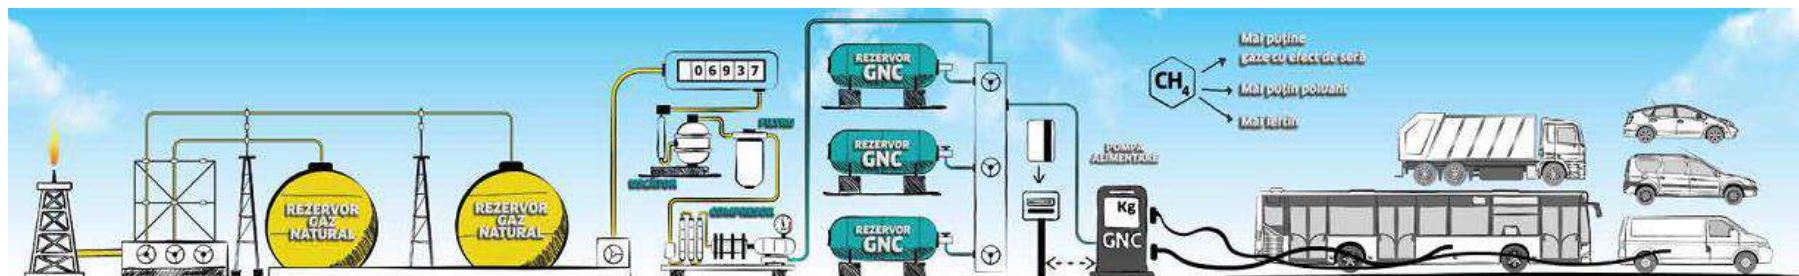 REZERVOR
GAZ
NATURAL
REZERVOR
GAZ
NATURAL
06937
FILTRU
USCATOR
COMPRESOR
REZERVOR
GNC
REZERVOR
GNC
REZERVOR
GNC
CH4
Mai puține
gaze cu efect de seră
Mai puțin poluant
Mai ieftin
POMPA
ALIMENTARE
Kg
GNC